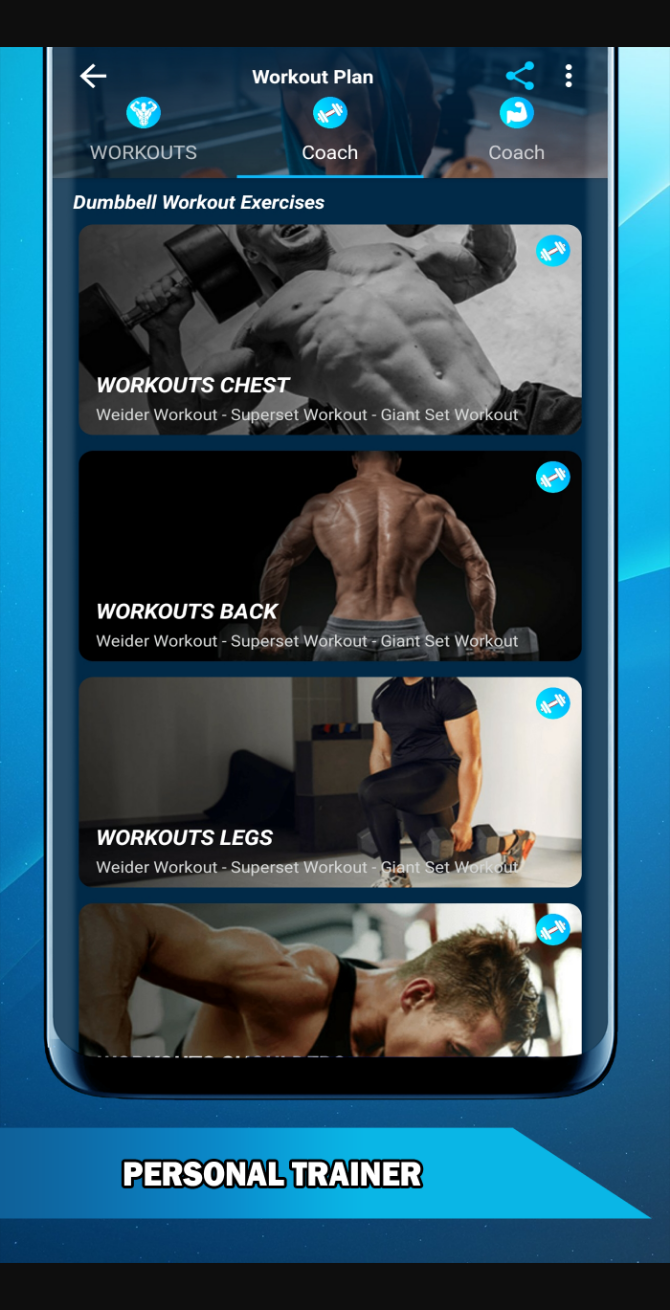 Workout Plan
WORKOUTS
Coach
Coach
Dumbbell Workout Exercises
WORKOUTS CHEST
Weider Workout - Superset Workout - Giant Set Workout
WORKOUTS BACK
Weider Workout - Superset Workout - Giant Set Workout
WORKOUTS LEGS
Weider Workout - Superset Workout - Giant Set Workout
PERSONAL TRAINER